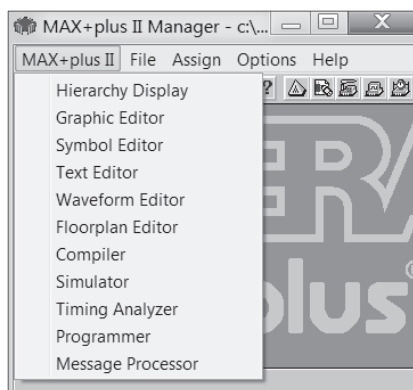 MAX+plus II Manager - c:\...
MAX+plus II File Assign Options Help
Hierarchy Display
Graphic Editor
Symbol Editor
Text Editor
Waveform Editor
Floorplan Editor
Compiler
Simulator
Timing Analyzer
Programmer
Message Processor
?
ERA
plus®